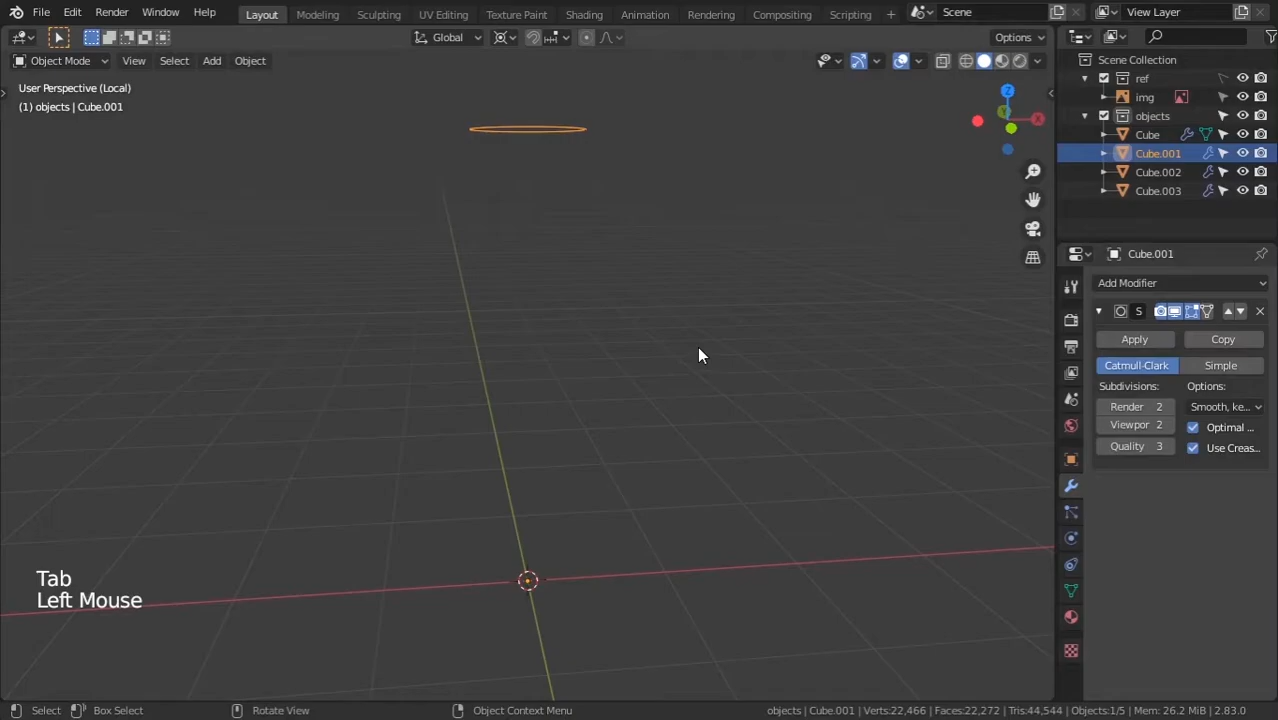 File Edit Render Window Help Layout Modeling Sculpting UV Editing Texture Paint Shading Animation Rendering Compositing Scripting + Scene View Layer
Global Options
Object Mode View Select Add Object
User Perspective (Local)
(1) objects | Cube.001
Z
Y
X
Scene Collection
ref
img
objects
Cube
Cube.001
Cube.002
Cube.003
Cube.001
Add Modifier
S
Apply Copy
Catmull-Clark Simple
Subdivisions: Options:
Render 2 Smooth, ke...
Viewpor 2 Optimal ...
Quality 3 Use Creas...
Tab
Left Mouse
Select Box Select Rotate View Object Context Menu objects | Cube.001 | Verts:22,466 | Faces:22,272 | Tris:44,544 | Objects:1/5 | Mem: 26.2 MiB | 2.83.0